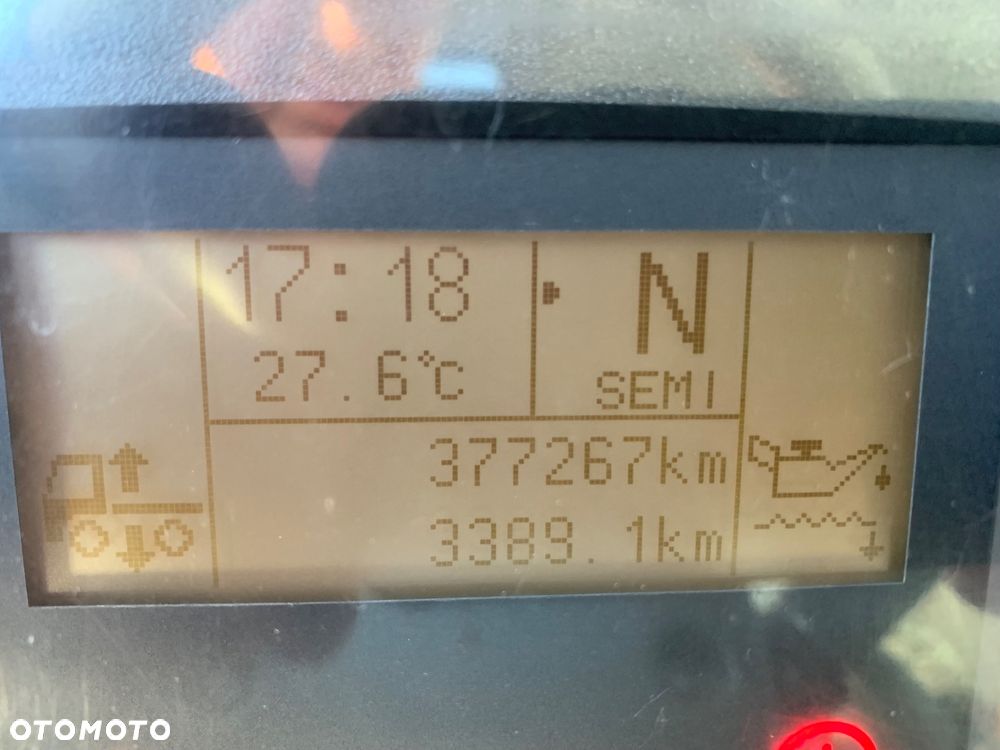 17:18
N
27.6°C
SEMI
377267km
3389.1km
OTOMOTO